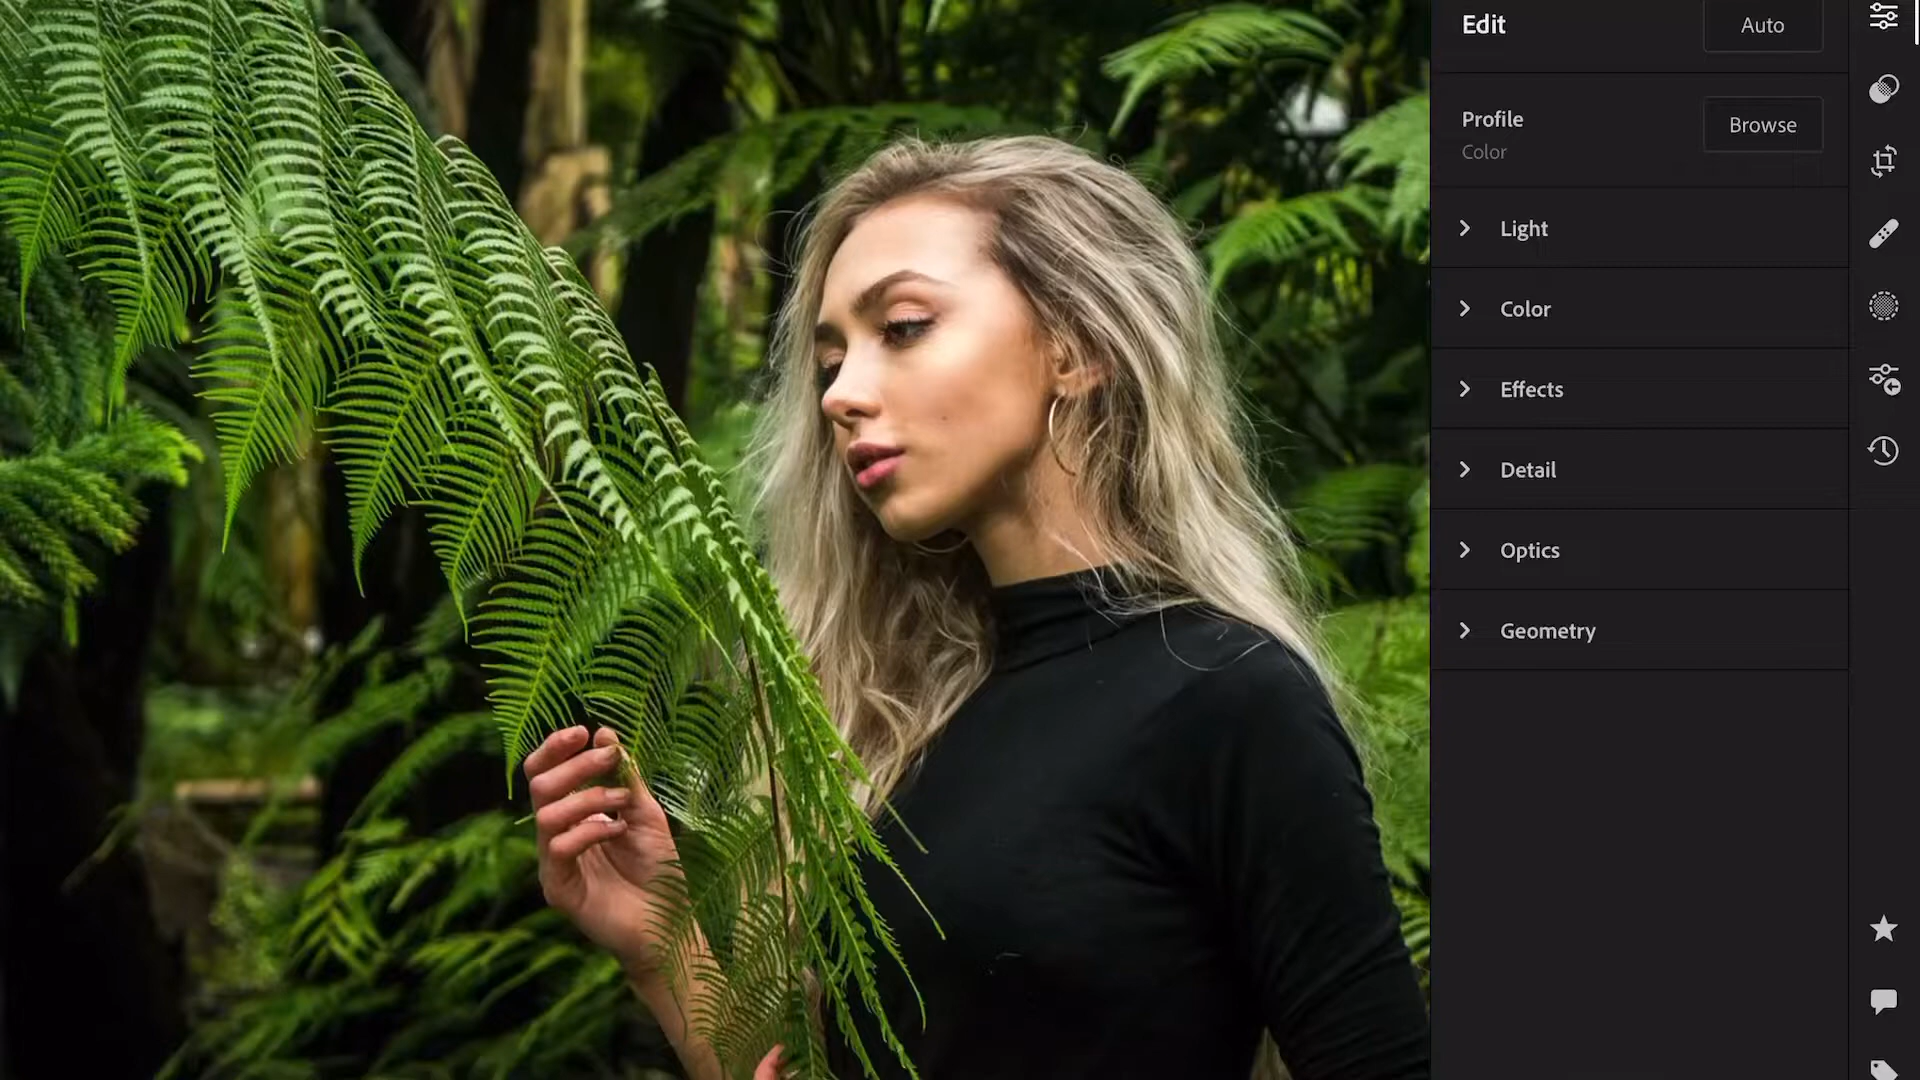 Edit
Auto
Profile
Color
Browse
Light
Color
Effects
Detail
Optics
Geometry